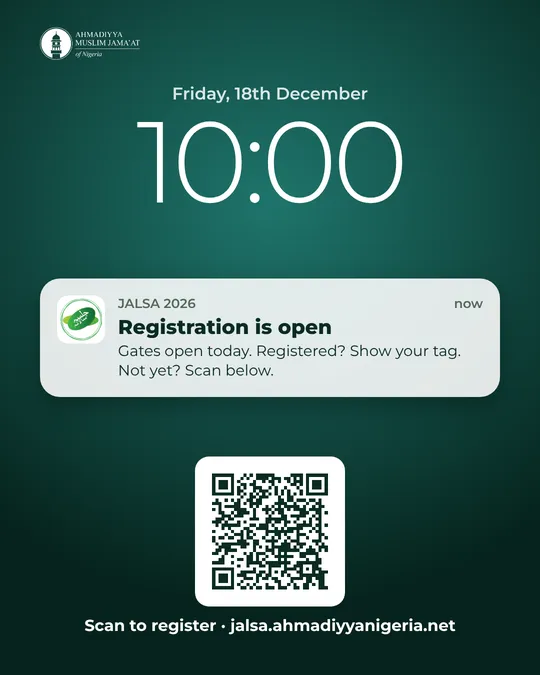 AHMADIYYA
MUSLIM JAMA'AT
of Nigeria
Friday, 18th December
10:00
JALSA 2026
now
Registration is open
Gates open today. Registered? Show your tag.
Not yet? Scan below.
Scan to register · jalsa.ahmadiyyanigeria.net